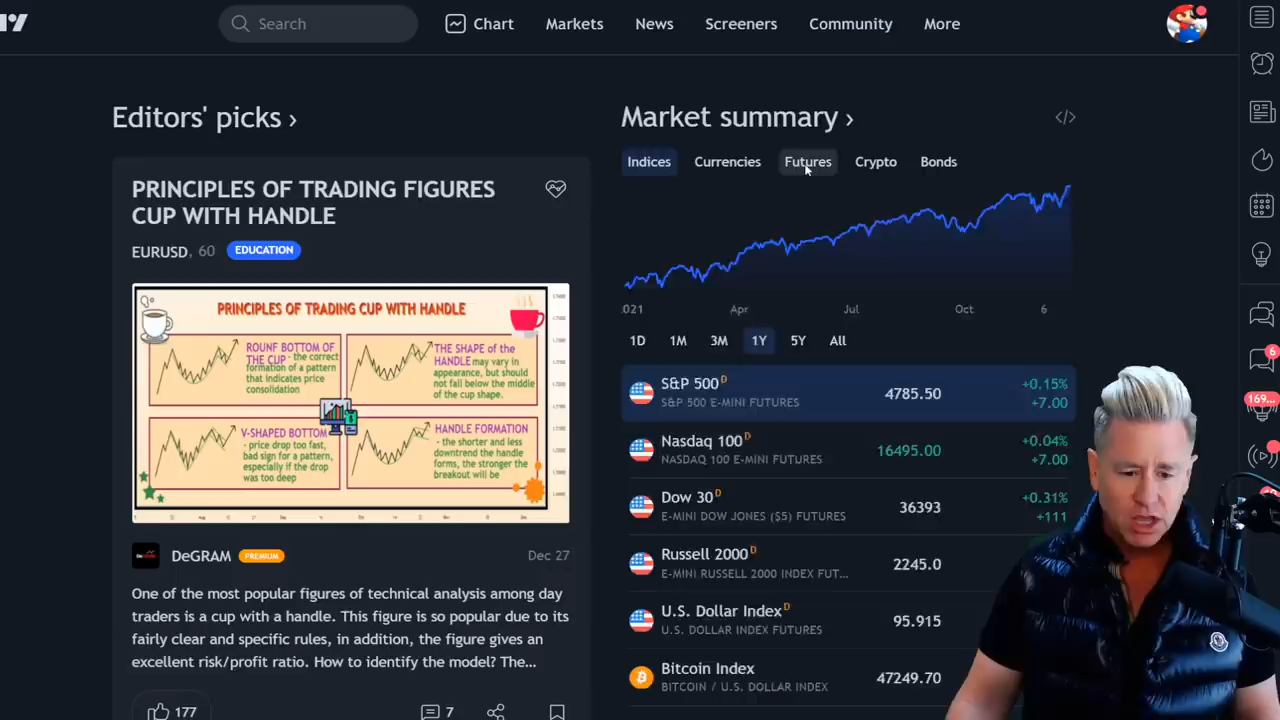 Search
Chart
Markets
News
Screeners
Community
More
Editors' picks ›
PRINCIPLES OF TRADING FIGURES
CUP WITH HANDLE
EURUSD, 60
EDUCATION
PRINCIPLES OF TRADING CUP WITH HANDLE
ROUNF BOTTOM OF
THE CUP - the correct
formation of a pattern
that indicates price
consolidation
THE SHAPE of the
HANDLE may vary in
appearance, but should
not fall below the middle
of the cup shape.
V-SHAPED BOTTOM
- price drop too fast,
bad sign for a pattern,
especially if the drop
was too deep
HANDLE FORMATION
- the shorter and less
downtrend the handle
forms, the stronger the
breakout will be
DeGRAM
PREMIUM
Dec 27
One of the most popular figures of technical analysis among day
traders is a cup with a handle. This figure is so popular due to its
fairly clear and specific rules, in addition, the figure gives an
excellent risk/profit ratio. How to identify the model? The...
177
7
Market summary ›
</>
Indices
Currencies
Futures
Crypto
Bonds
021
Apr
Jul
Oct
6
1D
1M
3M
1Y
5Y
All
S&P 500 D
S&P 500 E-MINI FUTURES
4785.50
+0.15%
+7.00
Nasdaq 100 D
NASDAQ 100 E-MINI FUTURES
16495.00
+0.04%
+7.00
Dow 30 D
E-MINI DOW JONES ($5) FUTURES
36393
+0.31%
+111
Russell 2000 D
E-MINI RUSSELL 2000 INDEX FUT...
2245.0
U.S. Dollar Index D
U.S. DOLLAR INDEX FUTURES
95.915
Bitcoin Index
BITCOIN / U.S. DOLLAR INDEX
47249.70
6
169...